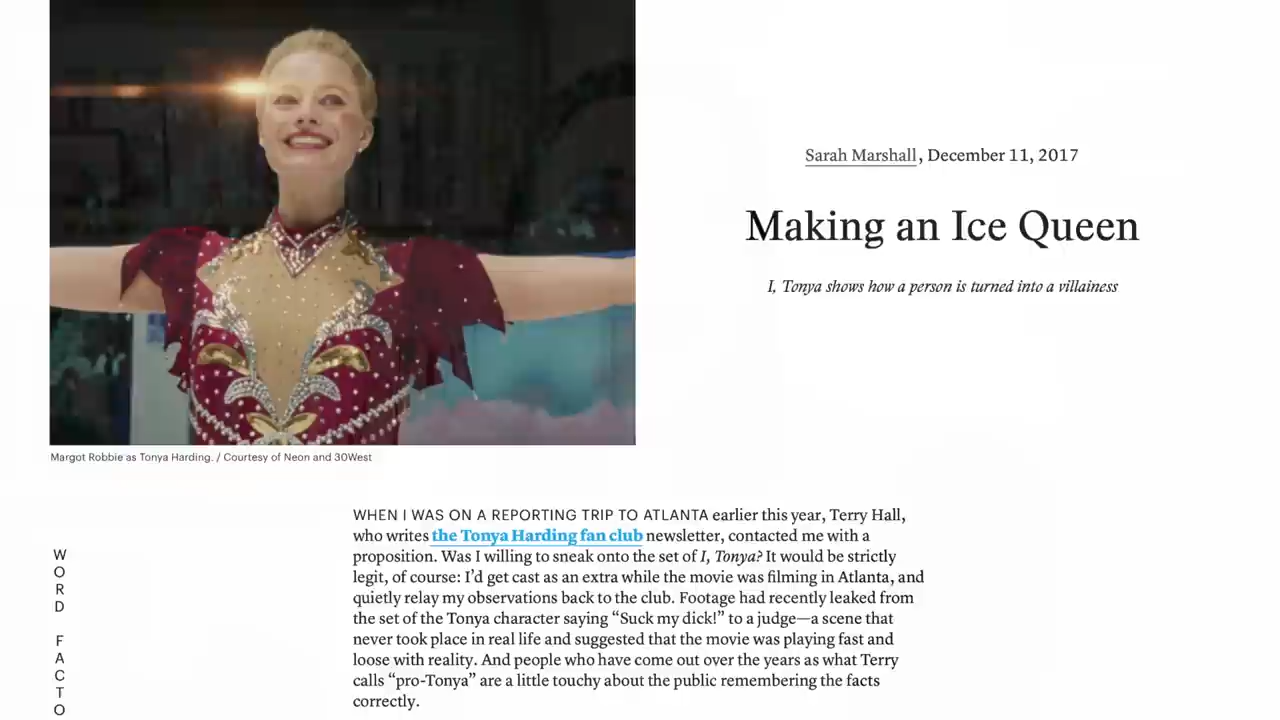 Sarah Marshall, December 11, 2017
Making an Ice Queen
I, Tonya shows how a person is turned into a villainess
Margot Robbie as Tonya Harding. / Courtesy of Neon and 30West
WHEN I WAS ON A REPORTING TRIP TO ATLANTA earlier this year, Terry Hall,
who writes the Tonya Harding fan club newsletter, contacted me with a
proposition. Was I willing to sneak onto the set of I, Tonya? It would be strictly
legit, of course: I’d get cast as an extra while the movie was filming in Atlanta, and
quietly relay my observations back to the club. Footage had recently leaked from
the set of the Tonya character saying “Suck my dick!” to a judge—a scene that
never took place in real life and suggested that the movie was playing fast and
loose with reality. And people who have come out over the years as what Terry
calls “pro-Tonya” are a little touchy about the public remembering the facts
correctly.
WORD FACTO